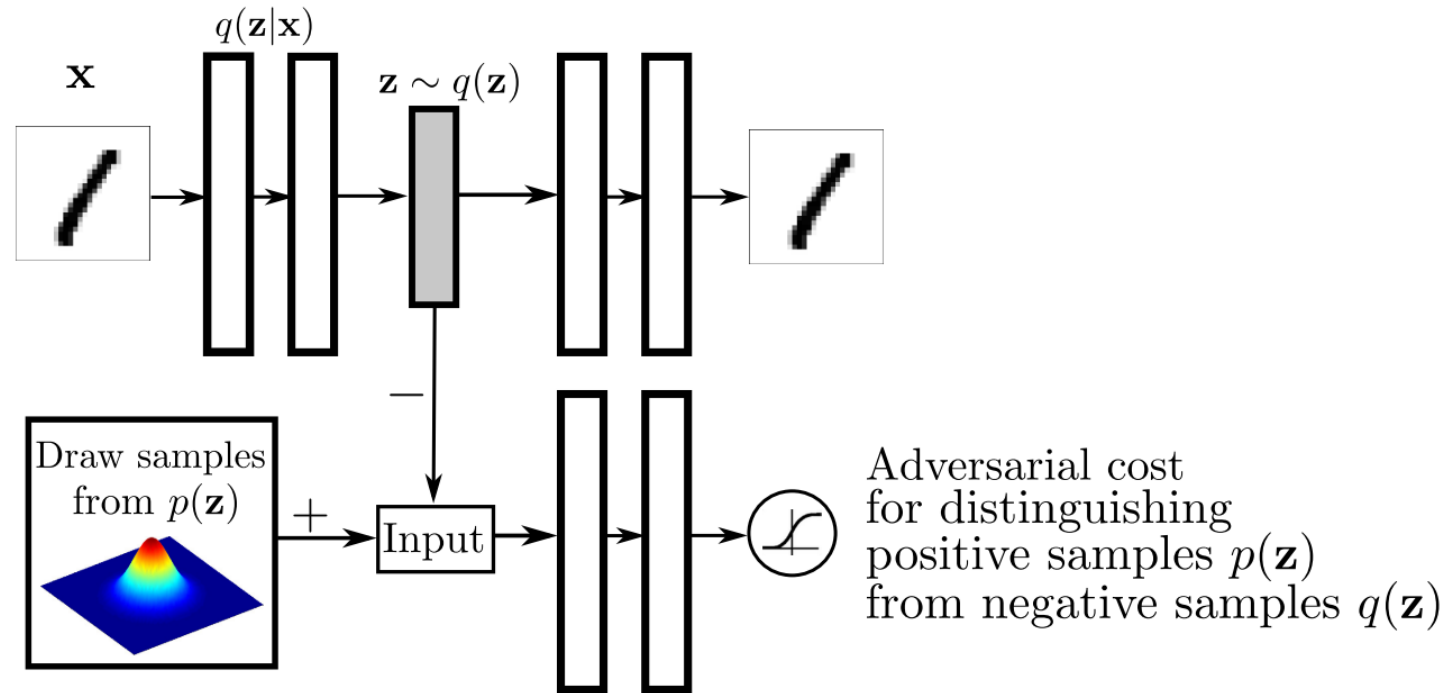 q(z|x)
x
z ∼ q(z)
−
Draw samples
from p(z)
+
Input
Adversarial cost
for distinguishing
positive samples p(z)
from negative samples q(z)